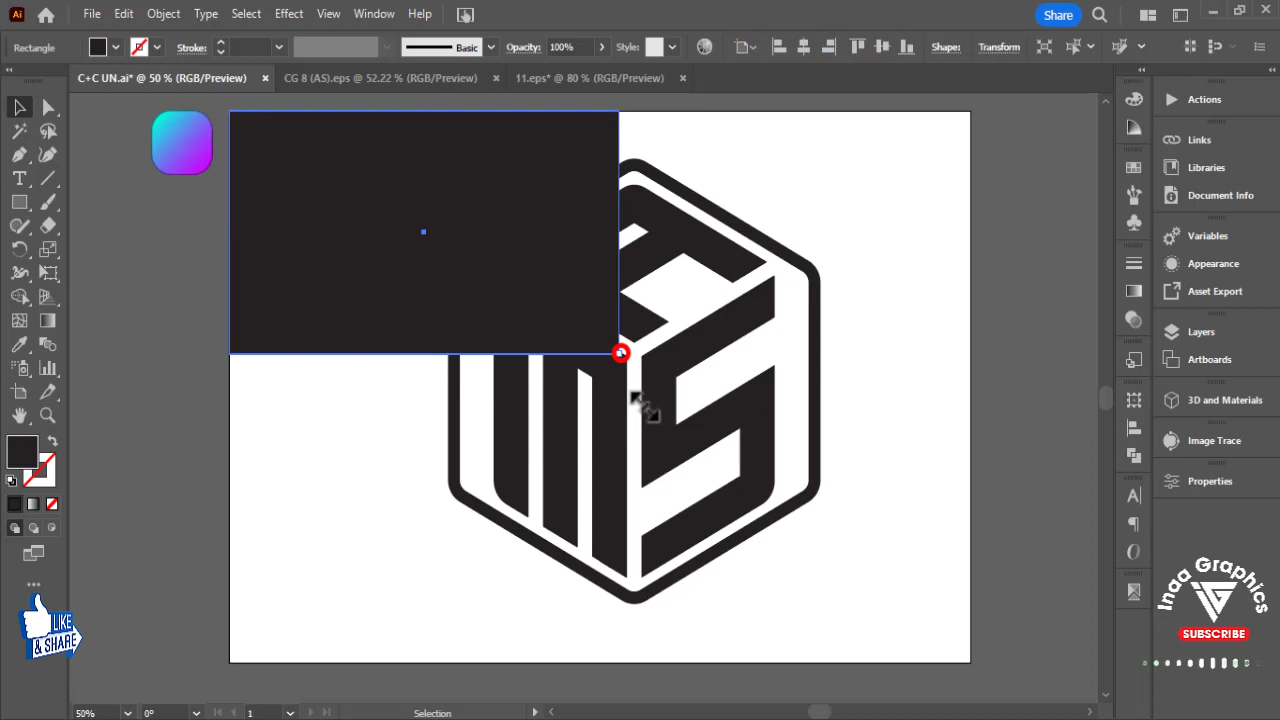 Ai
File Edit Object Type Select Effect View Window Help
Share
Rectangle
Stroke:
Basic
Opacity: 100%
Style:
Shape:
Transform
C+C UN.ai* @ 50 % (RGB/Preview)
CG 8 (AS).eps @ 52.22 % (RGB/Preview)
11.eps* @ 80 % (RGB/Preview)
Actions
Links
Libraries
Document Info
Variables
Appearance
Asset Export
Layers
Artboards
3D and Materials
Image Trace
Properties
LIKE
& SHARE
Inaa Graphics
SUBSCRIBE
50% 0° 1 Selection